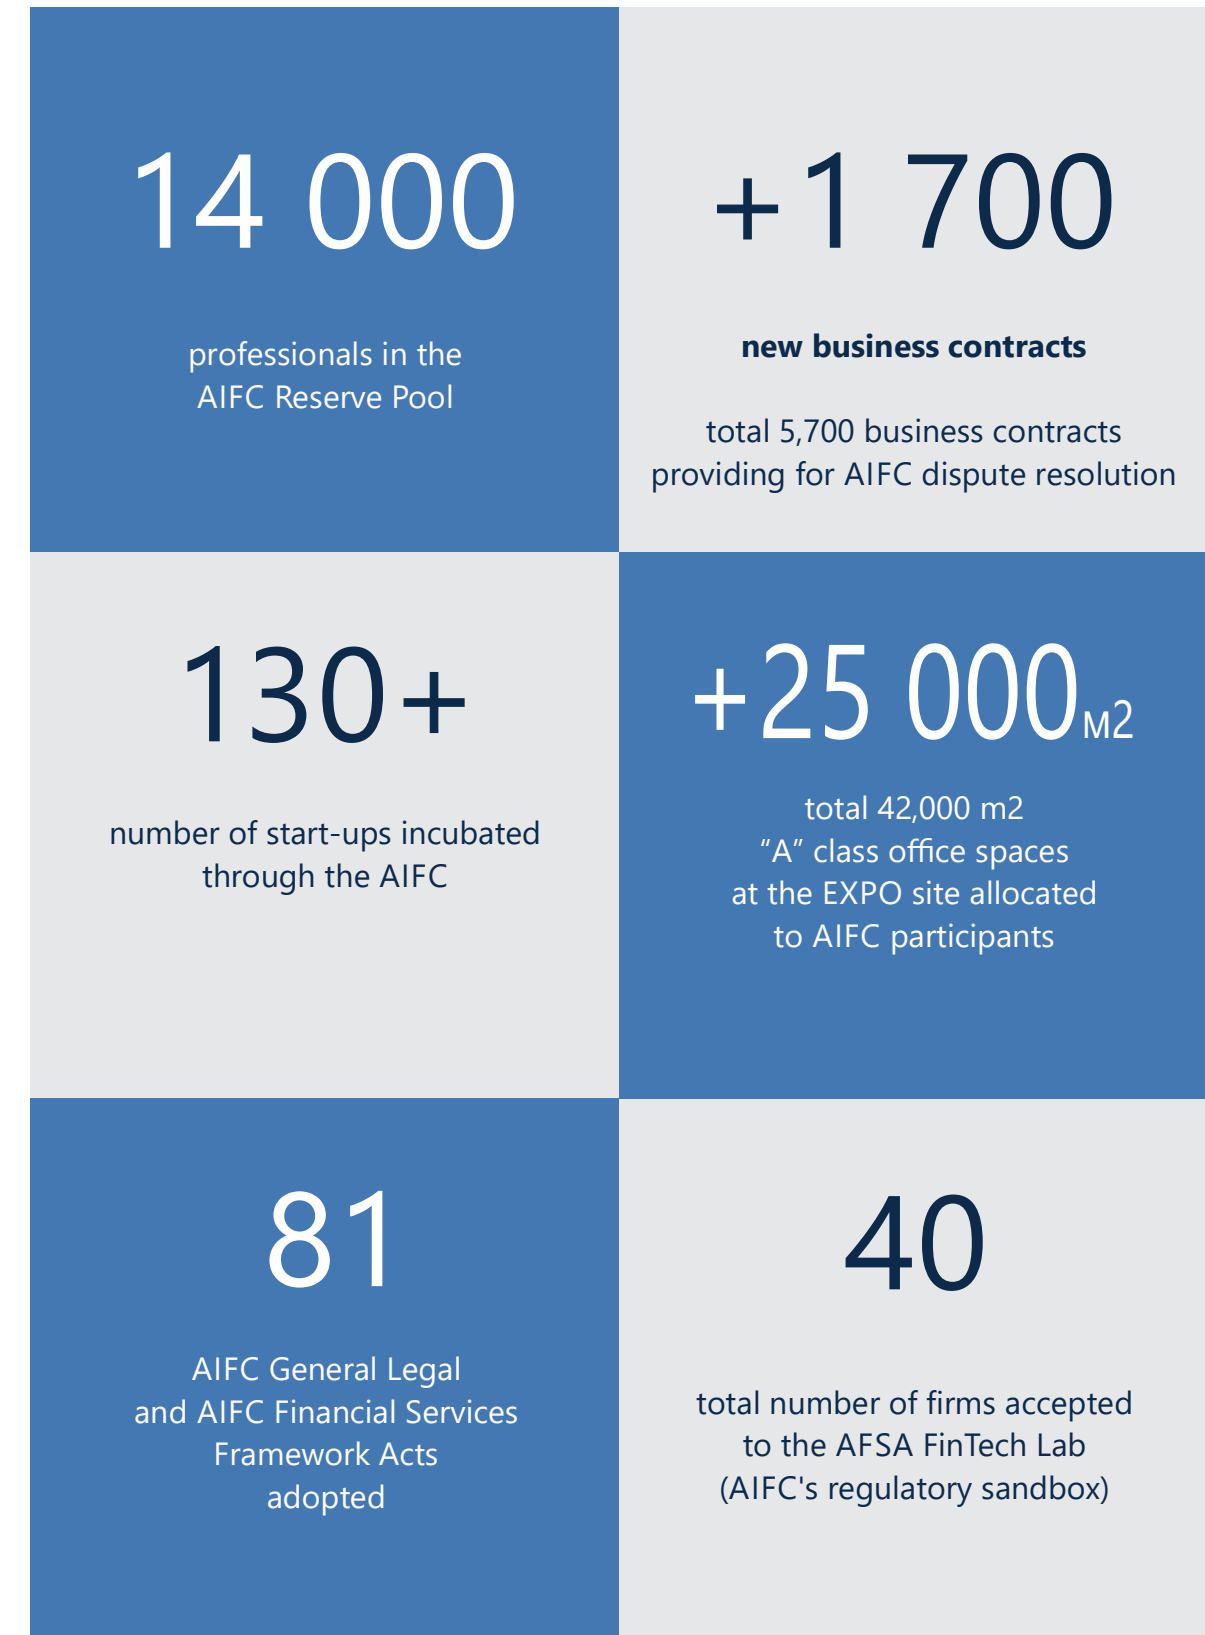 14 000
professionals in the
AIFC Reserve Pool
+1 700
new business contracts
total 5,700 business contracts
providing for AIFC dispute resolution
130+
number of start-ups incubated
through the AIFC
+25 000 M2
total 42,000 m2
“A” class office spaces
at the EXPO site allocated
to AIFC participants
81
AIFC General Legal
and AIFC Financial Services
Framework Acts
adopted
40
total number of firms accepted
to the AFSA FinTech Lab
(AIFC's regulatory sandbox)